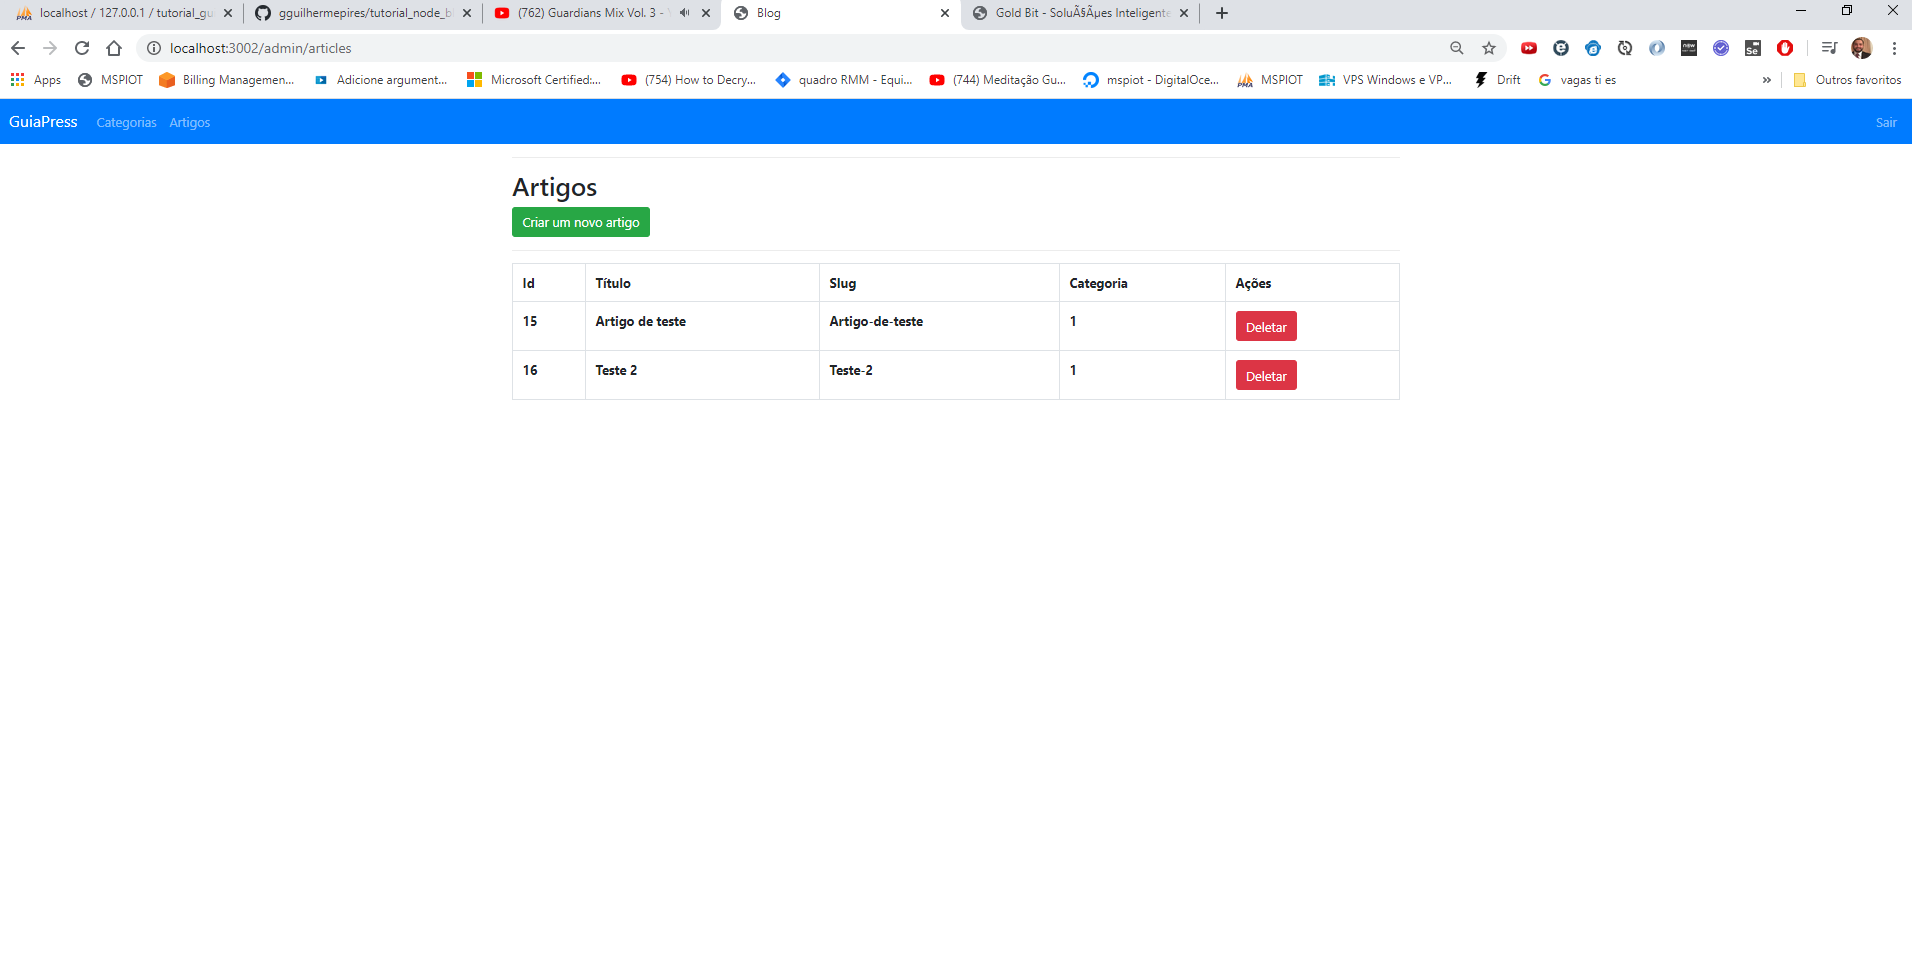 localhost / 127.0.0.1 / tutorial_gu
gguilhermepires/tutorial_node_b
(762) Guardians Mix Vol. 3 -
Blog
Gold Bit - SoluÃ§Ãµes Inteligente
localhost:3002/admin/articles
Apps
MSPIOT
Billing Managemen...
Adicione argument...
Microsoft Certified:...
(754) How to Decry...
quadro RMM - Equi...
(744) Meditação Gu...
mspiot - DigitalOce...
MSPIOT
VPS Windows e VP...
Drift
vagas ti es
»
Outros favoritos
GuiaPress Categorias Artigos Sair
Artigos
Criar um novo artigo
Id Título Slug Categoria Ações
15 Artigo de teste Artigo-de-teste 1 Deletar
16 Teste 2 Teste-2 1 Deletar